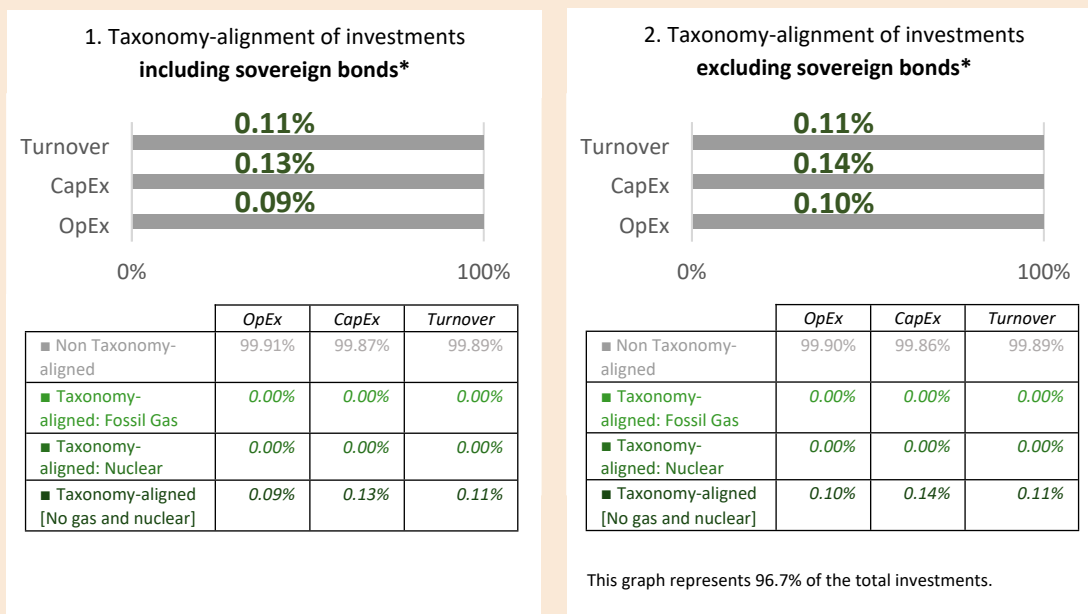 1. Taxonomy-alignment of investments
including sovereign bonds*
0.11%
Turnover
0.13%
CapEx
0.09%
OpEx
0% 100%
OpEx CapEx Turnover
■ Non Taxonomy- 99.91% 99.87% 99.89%
aligned
■ Taxonomy- 0.00% 0.00% 0.00%
aligned: Fossil Gas
■ Taxonomy- 0.00% 0.00% 0.00%
aligned: Nuclear
■ Taxonomy-aligned 0.09% 0.13% 0.11%
[No gas and nuclear]
2. Taxonomy-alignment of investments
excluding sovereign bonds*
0.11%
Turnover
0.14%
CapEx
0.10%
OpEx
0% 100%
OpEx CapEx Turnover
■ Non Taxonomy- 99.90% 99.86% 99.89%
aligned
■ Taxonomy- 0.00% 0.00% 0.00%
aligned: Fossil Gas
■ Taxonomy- 0.00% 0.00% 0.00%
aligned: Nuclear
■ Taxonomy-aligned 0.10% 0.14% 0.11%
[No gas and nuclear]
This graph represents 96.7% of the total investments.